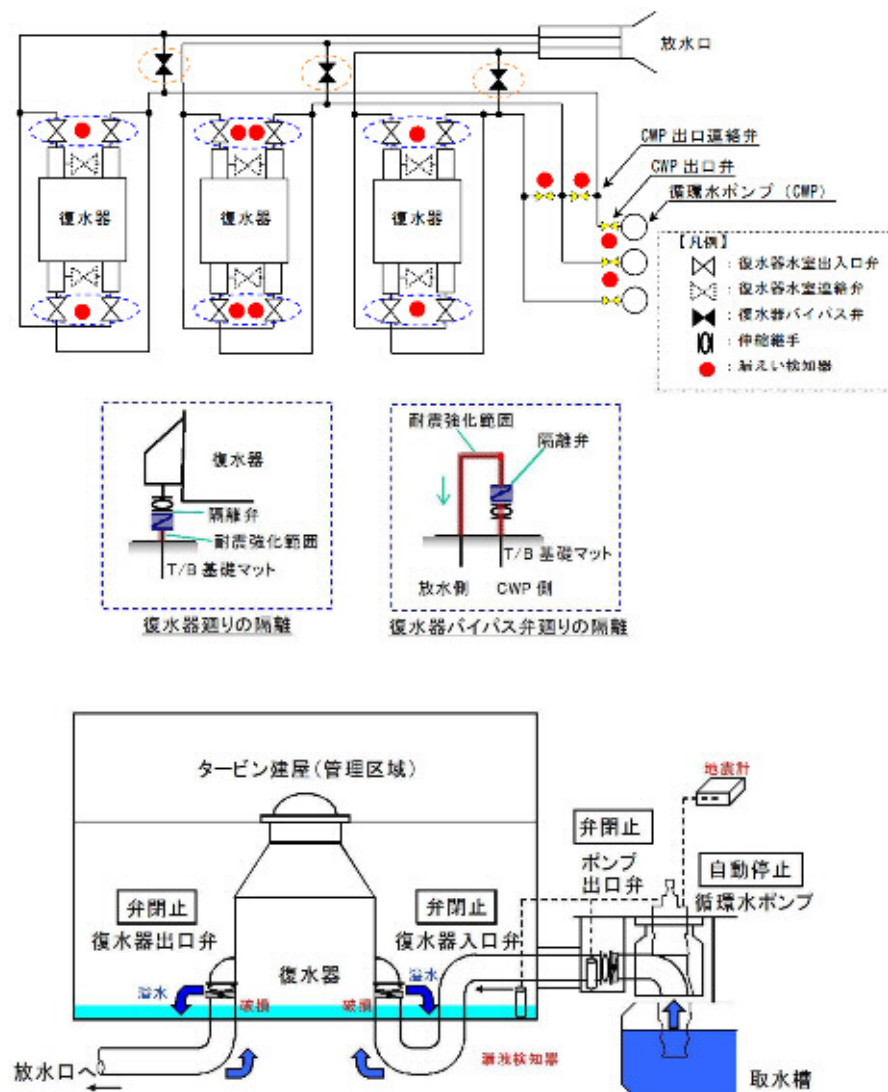 放水口
CWP 出口連絡弁
CWP 出口弁
循環水ポンプ (CWP)
復水器
復水器
復水器
【凡例】
：復水器水室出入口弁
：復水器水室連絡弁
：復水器バイパス弁
：伸縮継手
：漏えい検知器
復水器
隔離弁
耐震強化範囲
T/B 基礎マット
復水器廻りの隔離
耐震強化範囲
隔離弁
T/B 基礎マット
放水側
CWP 側
復水器バイパス弁廻りの隔離
タービン建屋(管理区域)
地震計
弁閉止
ポンプ
出口弁
自動停止
循環水ポンプ
弁閉止
復水器出口弁
弁閉止
復水器入口弁
復水器
溢水
破損
破損
溢水
漏洩検知器
放水口へ
取水槽